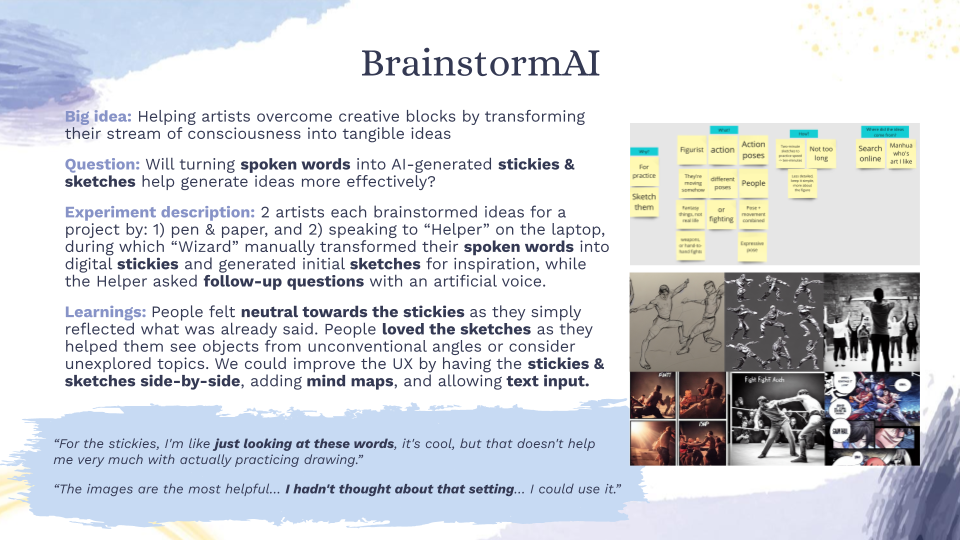 BrainstormAI
Big idea: Helping artists overcome creative blocks by transforming
their stream of consciousness into tangible ideas
Question: Will turning spoken words into AI-generated stickies &
sketches help generate ideas more effectively?
Experiment description: 2 artists each brainstormed ideas for a
project by: 1) pen & paper, and 2) speaking to “Helper” on the laptop,
during which “Wizard” manually transformed their spoken words into
digital stickies and generated initial sketches for inspiration, while
the Helper asked follow-up questions with an artificial voice.
Learnings: People felt neutral towards the stickies as they simply
reflected what was already said. People loved the sketches as they
helped them see objects from unconventional angles or consider
unexplored topics. We could improve the UX by having the stickies &
sketches side-by-side, adding mind maps, and allowing text input.
“For the stickies, I'm like just looking at these words, it's cool, but that doesn't help
me very much with actually practicing drawing.”
“The images are the most helpful... I hadn't thought about that setting... I could use it.”
Why?
For
practice
Sketch
them
What?
Figurist
action
Action
poses
They're
moving
somehow
different
poses
People
Fantasy
things, not
real life
or
fighting
Pose +
movement
combined
weapons,
or hand-to-
hand fights
Expressive
pose
How?
Not too
long
Where did the ideas
come from?
Search
online
Manhua
who's
art I like
Fight Fight Acch